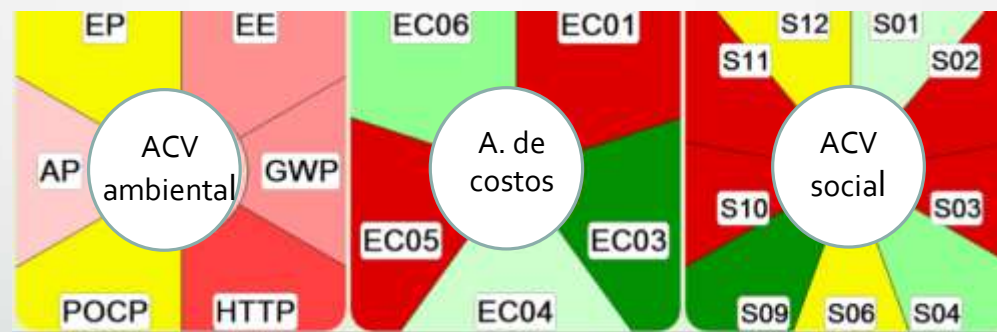 EP
EE
AP
ACV
ambiental
GWP
POCP
HTTP
EC06
EC01
A. de
costos
EC05
EC03
EC04
S12
S01
S11
S02
ACV
social
S10
S03
S09
S06
S04